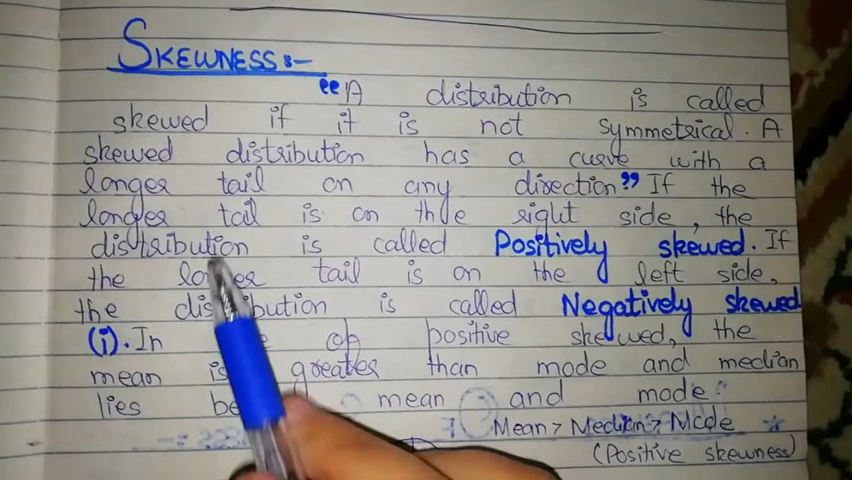 SKEWNESS:-
"A distribution is called
skewed if it is not symmetrical. A
skewed distribution has a curve with a
longer tail on any direction" If the
longer tail is on the right side, the
distribution is called Positively skewed. If
the tail is on the left side,
the distribution is called Negatively skewed
(i). In of positive skewed, the
mean is greater than mode and median
lies mean and mode.
Mean > Median > Mode
(Positive skewness)